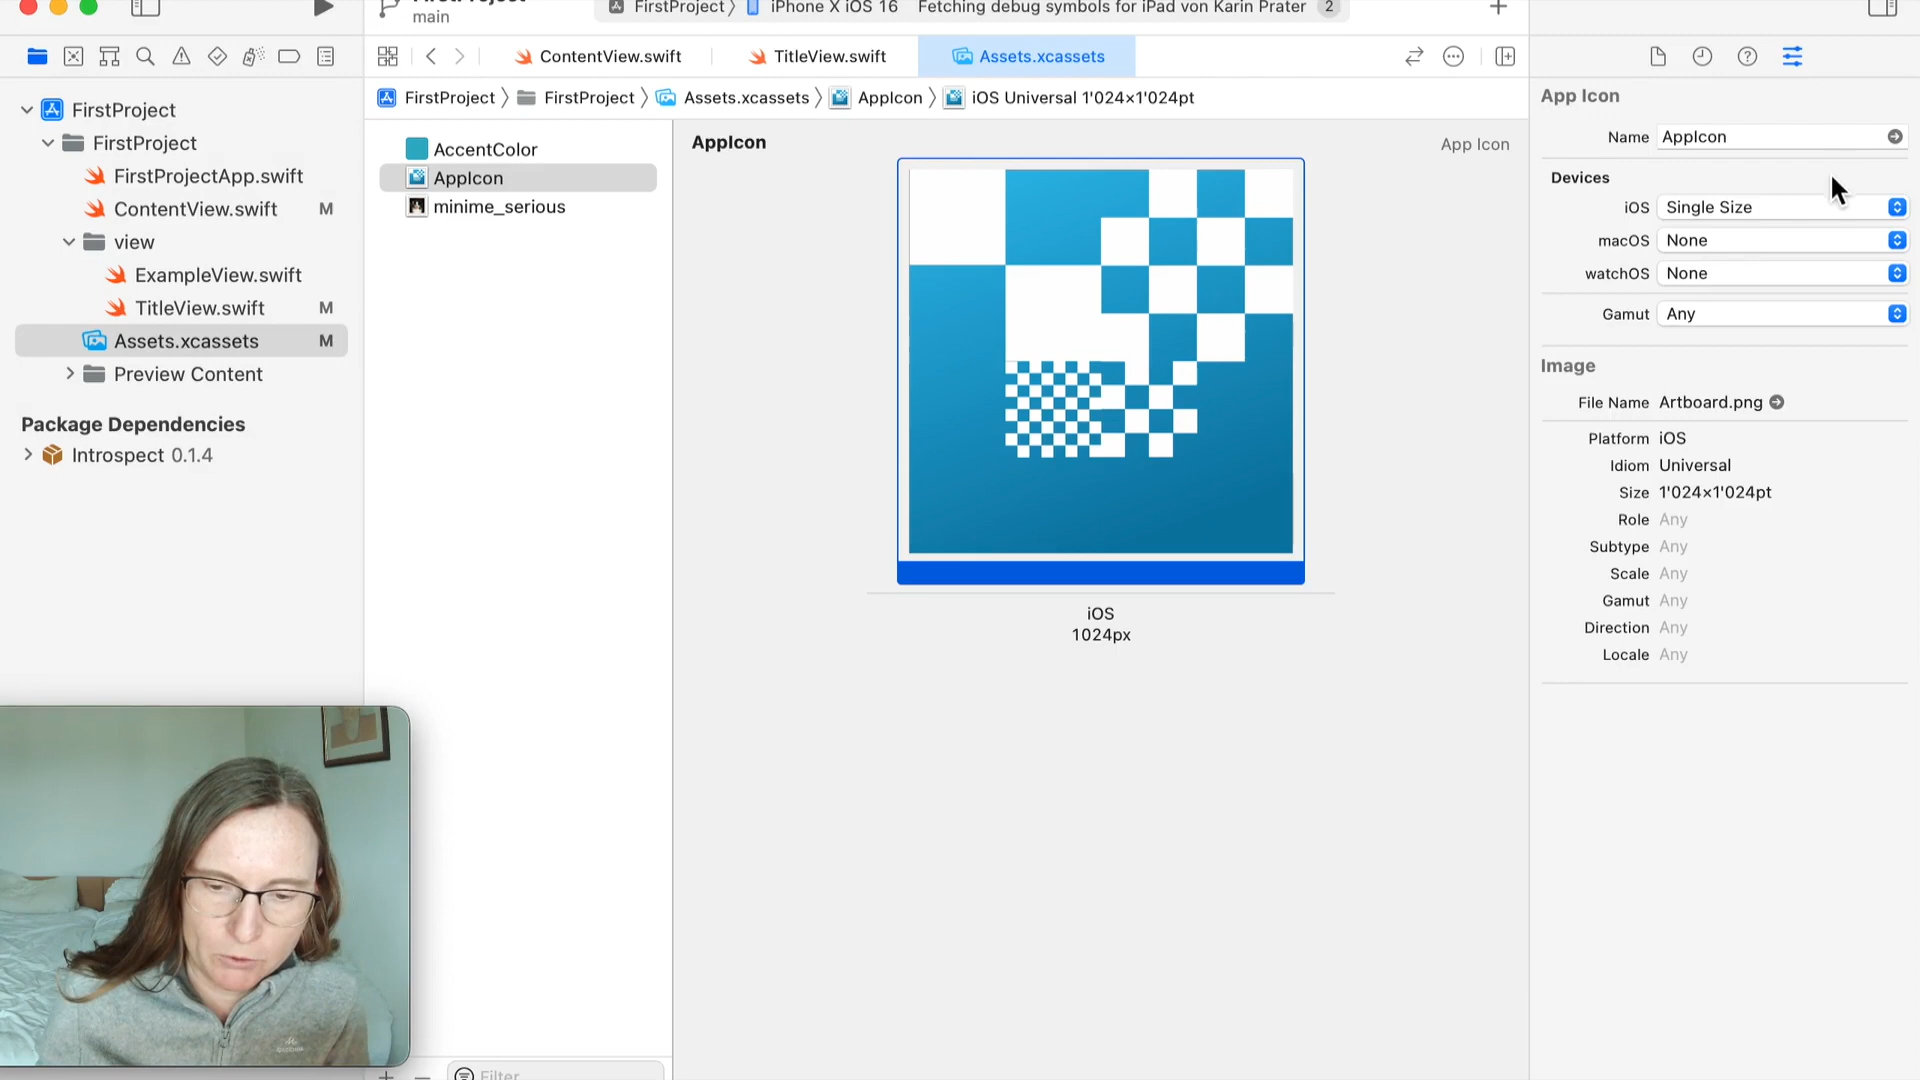 FirstProject
main
FirstProject
iPhone X iOS 16
Fetching debug symbols for iPad von Karin Prater
2
ContentView.swift
TitleView.swift
Assets.xcassets
FirstProject
FirstProject
Assets.xcassets
AppIcon
iOS Universal 1'024×1'024pt
FirstProject
FirstProject
FirstProjectApp.swift
ContentView.swift M
view
ExampleView.swift
TitleView.swift M
Assets.xcassets M
Preview Content
Package Dependencies
Introspect 0.1.4
AccentColor
AppIcon
minime_serious
Filter
AppIcon
App Icon
iOS
1024px
App Icon
Name AppIcon
Devices
iOS Single Size
macOS None
watchOS None
Gamut Any
Image
File Name Artboard.png
Platform iOS
Idiom Universal
Size 1'024×1'024pt
Role Any
Subtype Any
Scale Any
Gamut Any
Direction Any
Locale Any